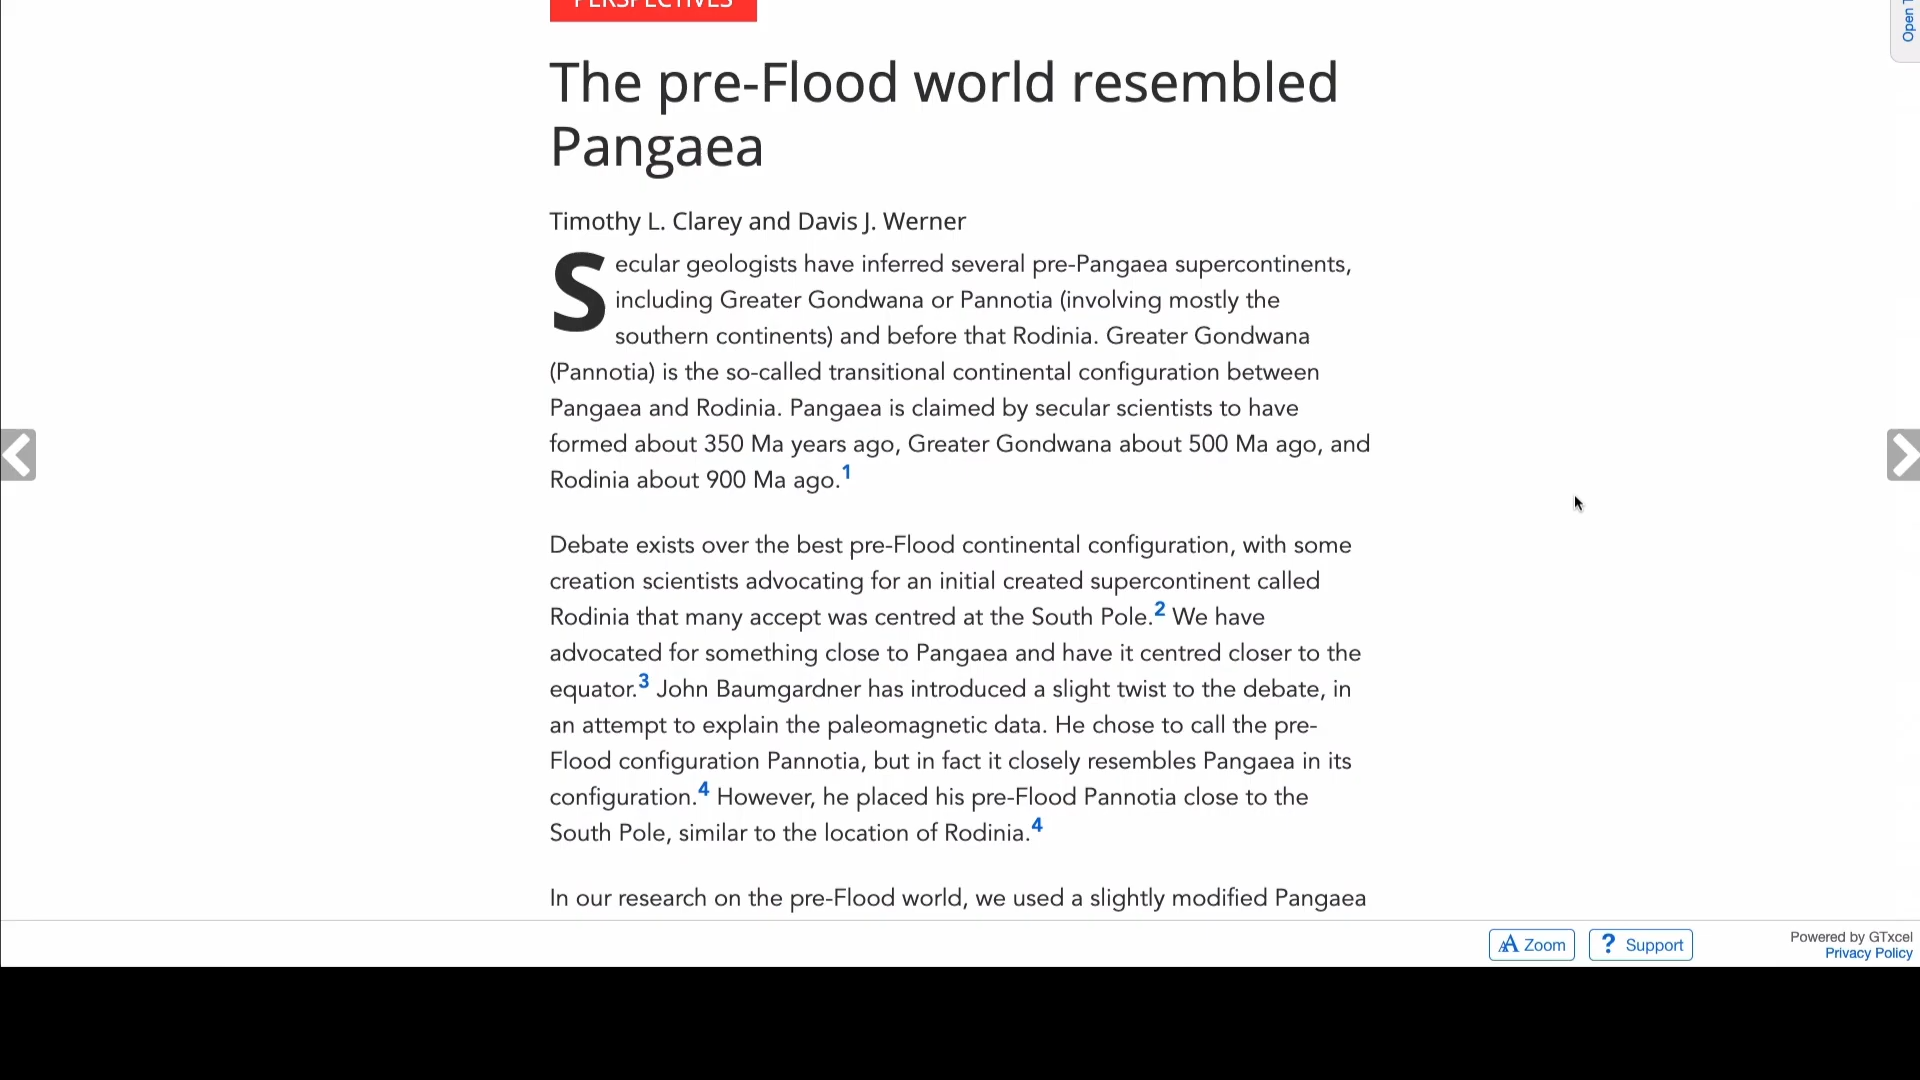 PERSPECTIVES
Open T
The pre-Flood world resembled
Pangaea
Timothy L. Clarey and Davis J. Werner
Secular geologists have inferred several pre-Pangaea supercontinents,
including Greater Gondwana or Pannotia (involving mostly the
southern continents) and before that Rodinia. Greater Gondwana
(Pannotia) is the so-called transitional continental configuration between
Pangaea and Rodinia. Pangaea is claimed by secular scientists to have
formed about 350 Ma years ago, Greater Gondwana about 500 Ma ago, and
Rodinia about 900 Ma ago.1
Debate exists over the best pre-Flood continental configuration, with some
creation scientists advocating for an initial created supercontinent called
Rodinia that many accept was centred at the South Pole.2 We have
advocated for something close to Pangaea and have it centred closer to the
equator.3 John Baumgardner has introduced a slight twist to the debate, in
an attempt to explain the paleomagnetic data. He chose to call the pre-
Flood configuration Pannotia, but in fact it closely resembles Pangaea in its
configuration.4 However, he placed his pre-Flood Pannotia close to the
South Pole, similar to the location of Rodinia.4
In our research on the pre-Flood world, we used a slightly modified Pangaea
AA Zoom
? Support
Powered by GTxcel
Privacy Policy